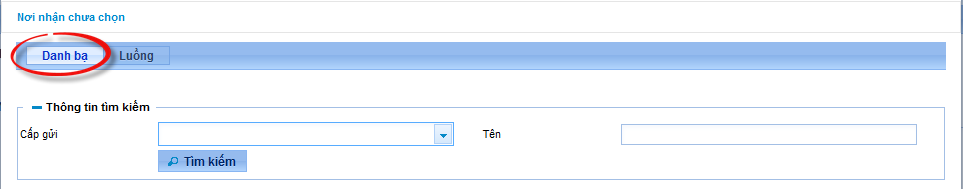 Nơi nhận chưa chọn
Danh bạ Luồng
Thông tin tìm kiếm
Cấp gửi Tên
Tìm kiếm